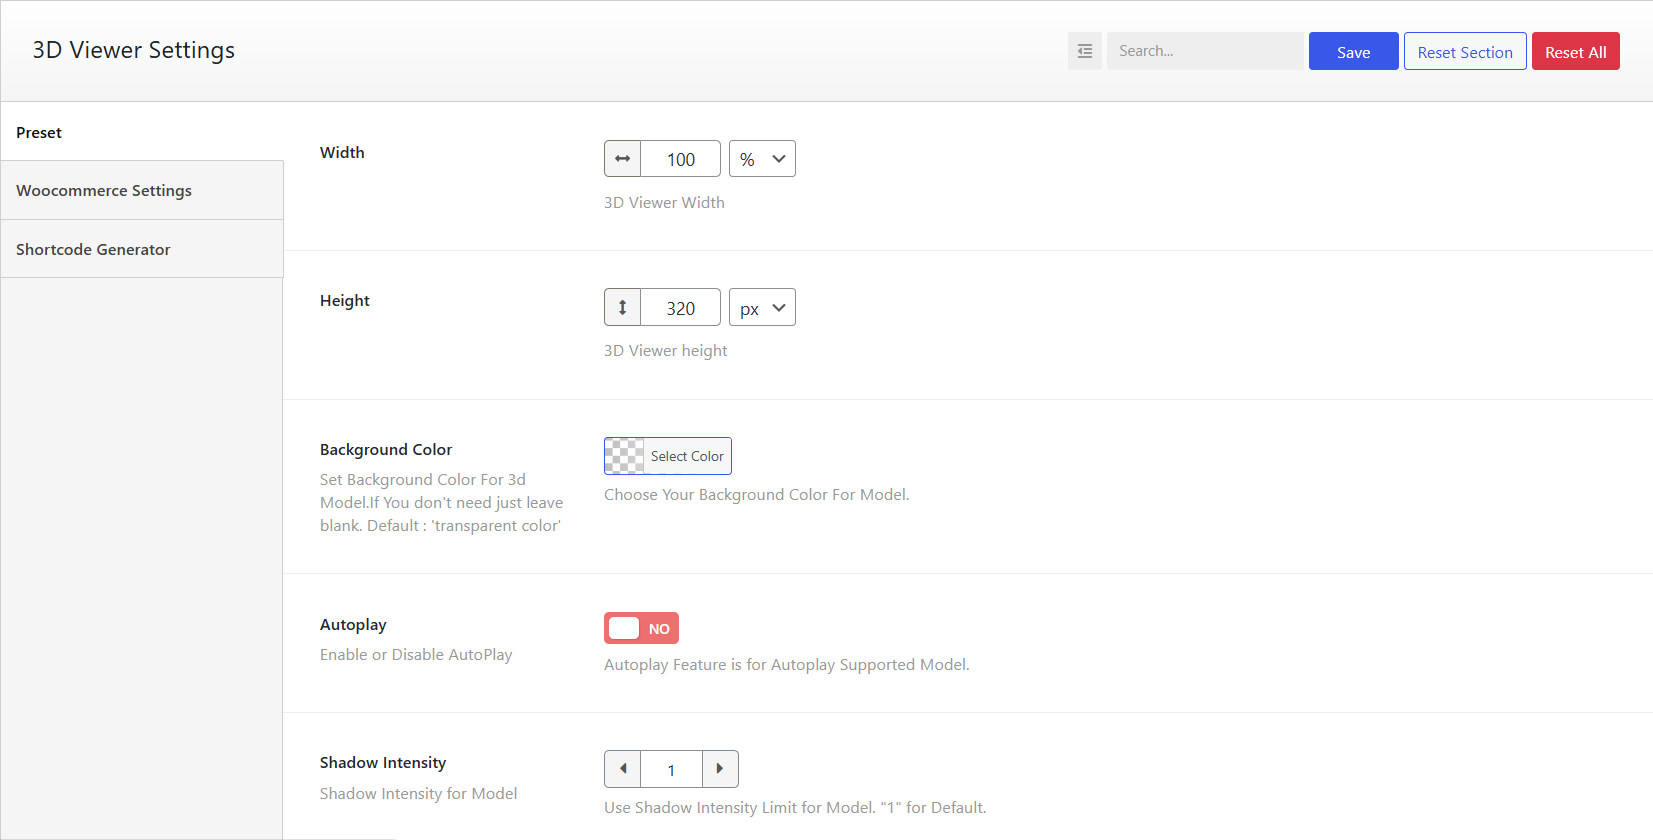 3D Viewer Settings
Search...
Save
Reset Section
Reset All
Preset
Woocommerce Settings
Shortcode Generator
Width
100
%
3D Viewer Width
Height
320
px
3D Viewer height
Background Color
Set Background Color For 3d
Model.If You don't need just leave
blank. Default : 'transparent color'
Select Color
Choose Your Background Color For Model.
Autoplay
Enable or Disable AutoPlay
NO
Autoplay Feature is for Autoplay Supported Model.
Shadow Intensity
Shadow Intensity for Model
1
Use Shadow Intensity Limit for Model. "1" for Default.